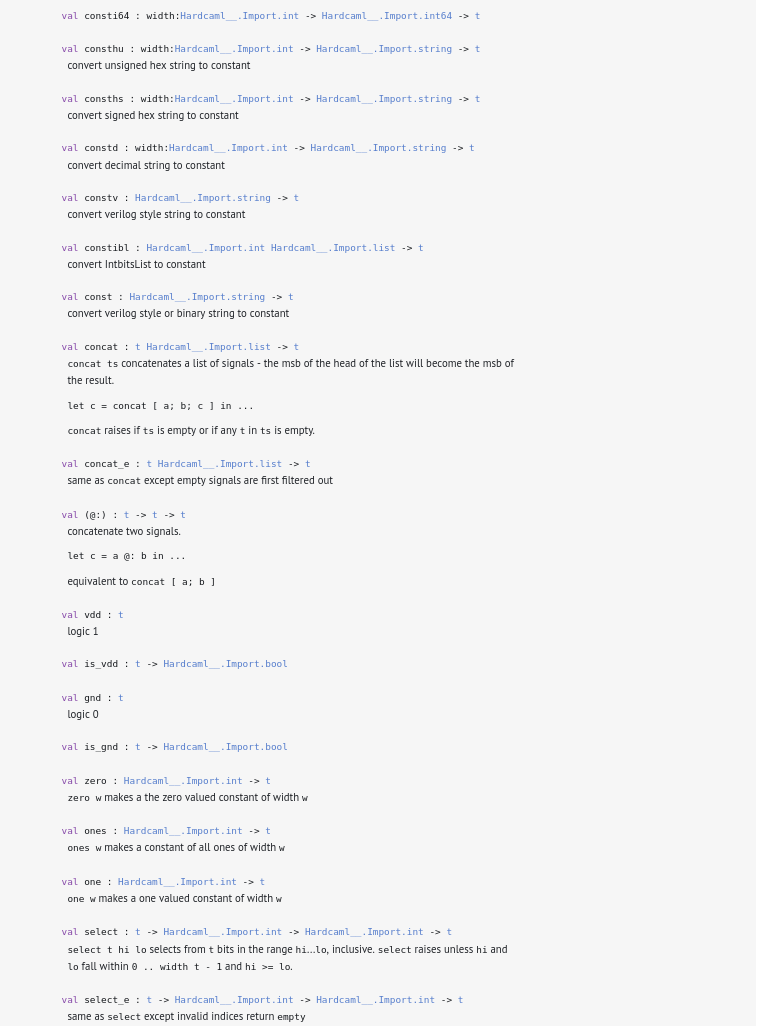 val consti64 : width:Hardcaml__.Import.int -> Hardcaml__.Import.int64 -> t
val consthu : width:Hardcaml__.Import.int -> Hardcaml__.Import.string -> t
convert unsigned hex string to constant
val consths : width:Hardcaml__.Import.int -> Hardcaml__.Import.string -> t
convert signed hex string to constant
val constd : width:Hardcaml__.Import.int -> Hardcaml__.Import.string -> t
convert decimal string to constant
val constv : Hardcaml__.Import.string -> t
convert verilog style string to constant
val constibl : Hardcaml__.Import.int Hardcaml__.Import.list -> t
convert IntbitsList to constant
val const : Hardcaml__.Import.string -> t
convert verilog style or binary string to constant
val concat : t Hardcaml__.Import.list -> t
concat ts concatenates a list of signals - the msb of the head of the list will become the msb of
the result.
let c = concat [ a; b; c ] in ...
concat raises if ts is empty or if any t in ts is empty.
val concat_e : t Hardcaml__.Import.list -> t
same as concat except empty signals are first filtered out
val (@:) : t -> t -> t
concatenate two signals.
let c = a @: b in ...
equivalent to concat [ a; b ]
val vdd : t
logic 1
val is_vdd : t -> Hardcaml__.Import.bool
val gnd : t
logic 0
val is_gnd : t -> Hardcaml__.Import.bool
val zero : Hardcaml__.Import.int -> t
zero w makes a the zero valued constant of width w
val ones : Hardcaml__.Import.int -> t
ones w makes a constant of all ones of width w
val one : Hardcaml__.Import.int -> t
one w makes a one valued constant of width w
val select : t -> Hardcaml__.Import.int -> Hardcaml__.Import.int -> t
select t hi lo selects from t bits in the range hi...lo, inclusive. select raises unless hi and
lo fall within 0 .. width t - 1 and hi >= lo.
val select_e : t -> Hardcaml__.Import.int -> Hardcaml__.Import.int -> t
same as select except invalid indices return empty